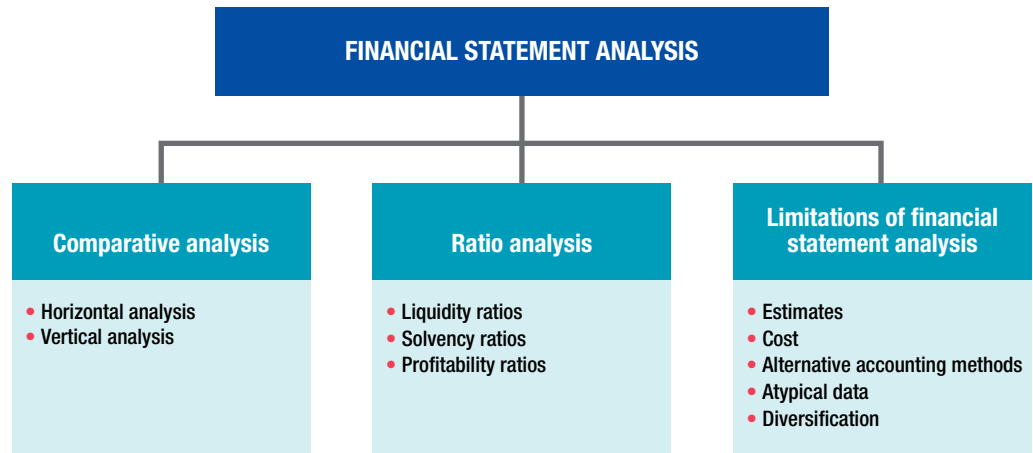 FINANCIAL STATEMENT ANALYSIS
Comparative analysis
• Horizontal analysis
• Vertical analysis
Ratio analysis
• Liquidity ratios
• Solvency ratios
• Profitability ratios
Limitations of financial
statement analysis
• Estimates
• Cost
• Alternative accounting methods
• Atypical data
• Diversification